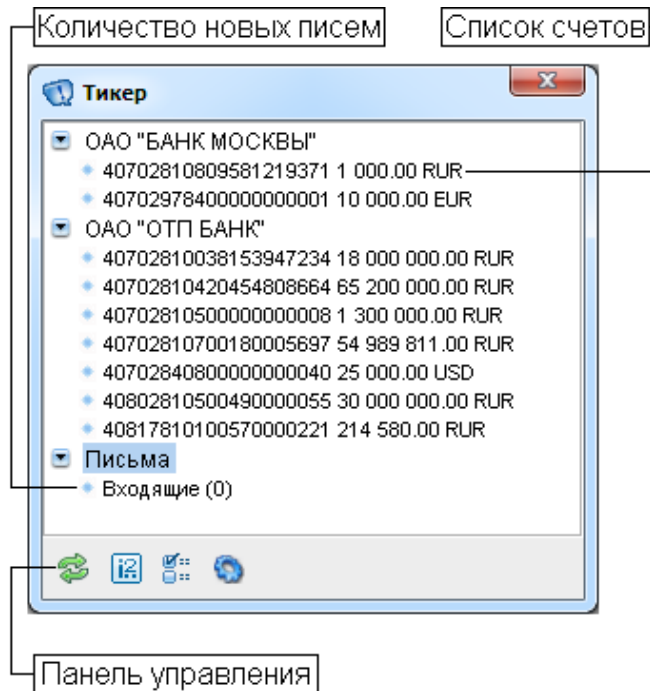 Количество новых писем
Список счетов
Тикер
ОАО "БАНК МОСКВЫ"
40702810809581219371 1 000.00 RUR
40702978400000000001 10 000.00 EUR
ОАО "ОТП БАНК"
40702810038153947234 18 000 000.00 RUR
40702810420454808664 65 200 000.00 RUR
40702810500000000008 1 300 000.00 RUR
40702810700180005697 54 989 811.00 RUR
40702840800000000040 25 000.00 USD
40802810500490000055 30 000 000.00 RUR
40817810100570000221 214 580.00 RUR
Письма
Входящие (0)
i2
Панель управления